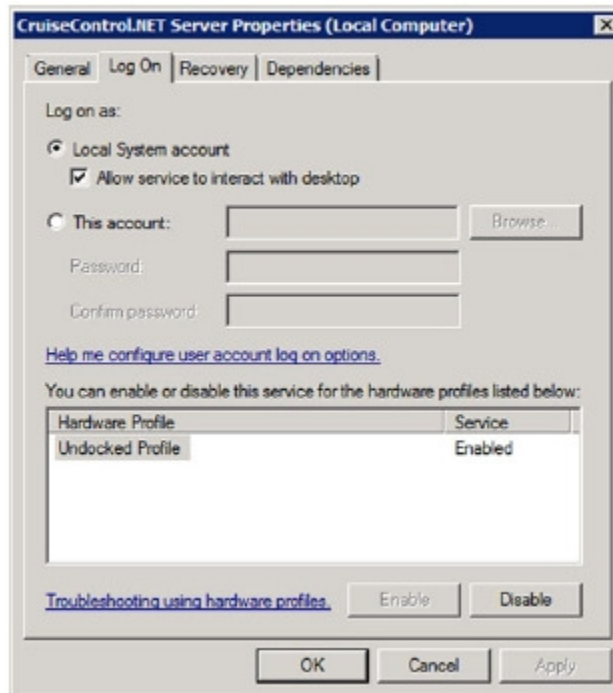 CruiseControl.NET Server Properties (Local Computer)
General Log On Recovery Dependencies
Log on as:
Local System account
Allow service to interact with desktop
This account: Browse...
Password:
Confirm password:
Help me configure user account log on options.
You can enable or disable this service for the hardware profiles listed below:
Hardware Profile Service
Undocked Profile Enabled
Troubleshooting using hardware profiles. Enable Disable
OK Cancel Apply